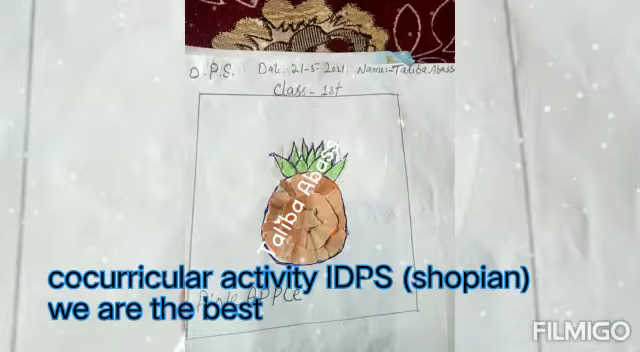 D.P.S. Date:- 21-5-2021 Name:- Taliba Abass
Class - 1st
Taliba Abass
cocurricular activity IDPS (shopian)
we are the best
Pine APPLe
FILMIGO